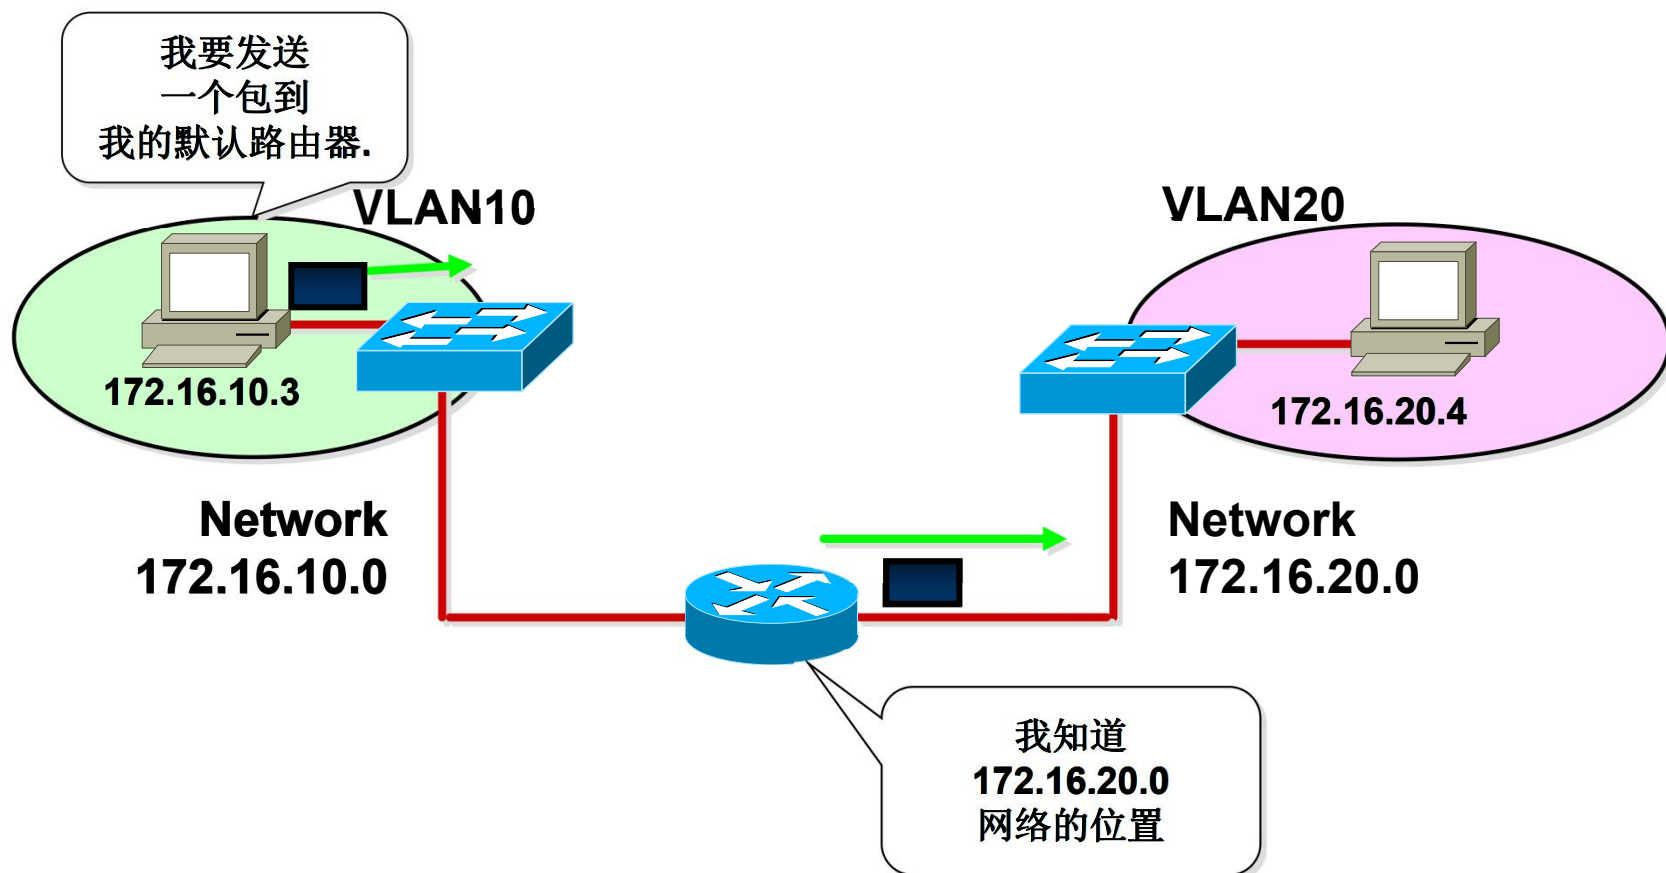 我要发送
一个包到
我的默认路由器.
VLAN10
VLAN20
172.16.10.3
172.16.20.4
Network
172.16.10.0
Network
172.16.20.0
我知道
172.16.20.0
网络的位置